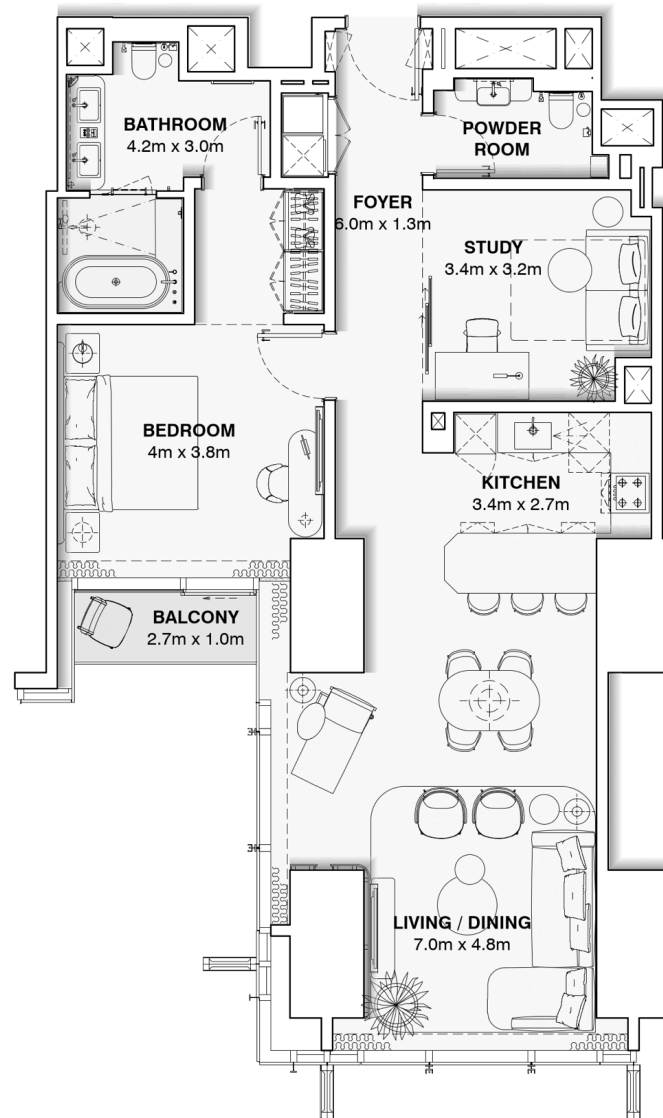 BATHROOM
4.2m x 3.0m
POWDER
ROOM
FOYER
6.0m x 1.3m
STUDY
3.4m x 3.2m
BEDROOM
4m x 3.8m
KITCHEN
3.4m x 2.7m
BALCONY
2.7m x 1.0m
LIVING / DINING
7.0m x 4.8m